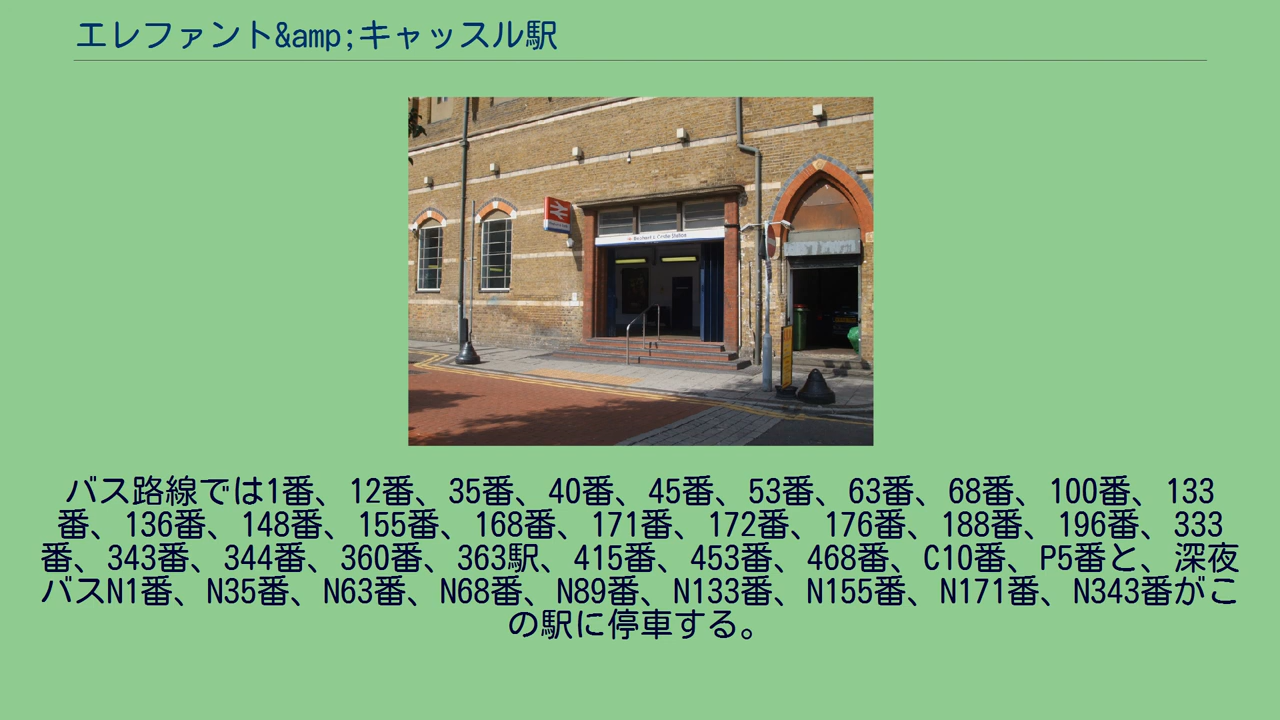 エレファント&amp;キャッスル駅
バス路線では1番、12番、35番、40番、45番、53番、63番、68番、100番、133
番、136番、148番、155番、168番、171番、172番、176番、188番、196番、333
番、343番、344番、360番、363駅、415番、453番、468番、C10番、P5番と、深夜
バスN1番、N35番、N63番、N68番、N89番、N133番、N155番、N171番、N343番がこ
の駅に停車する。